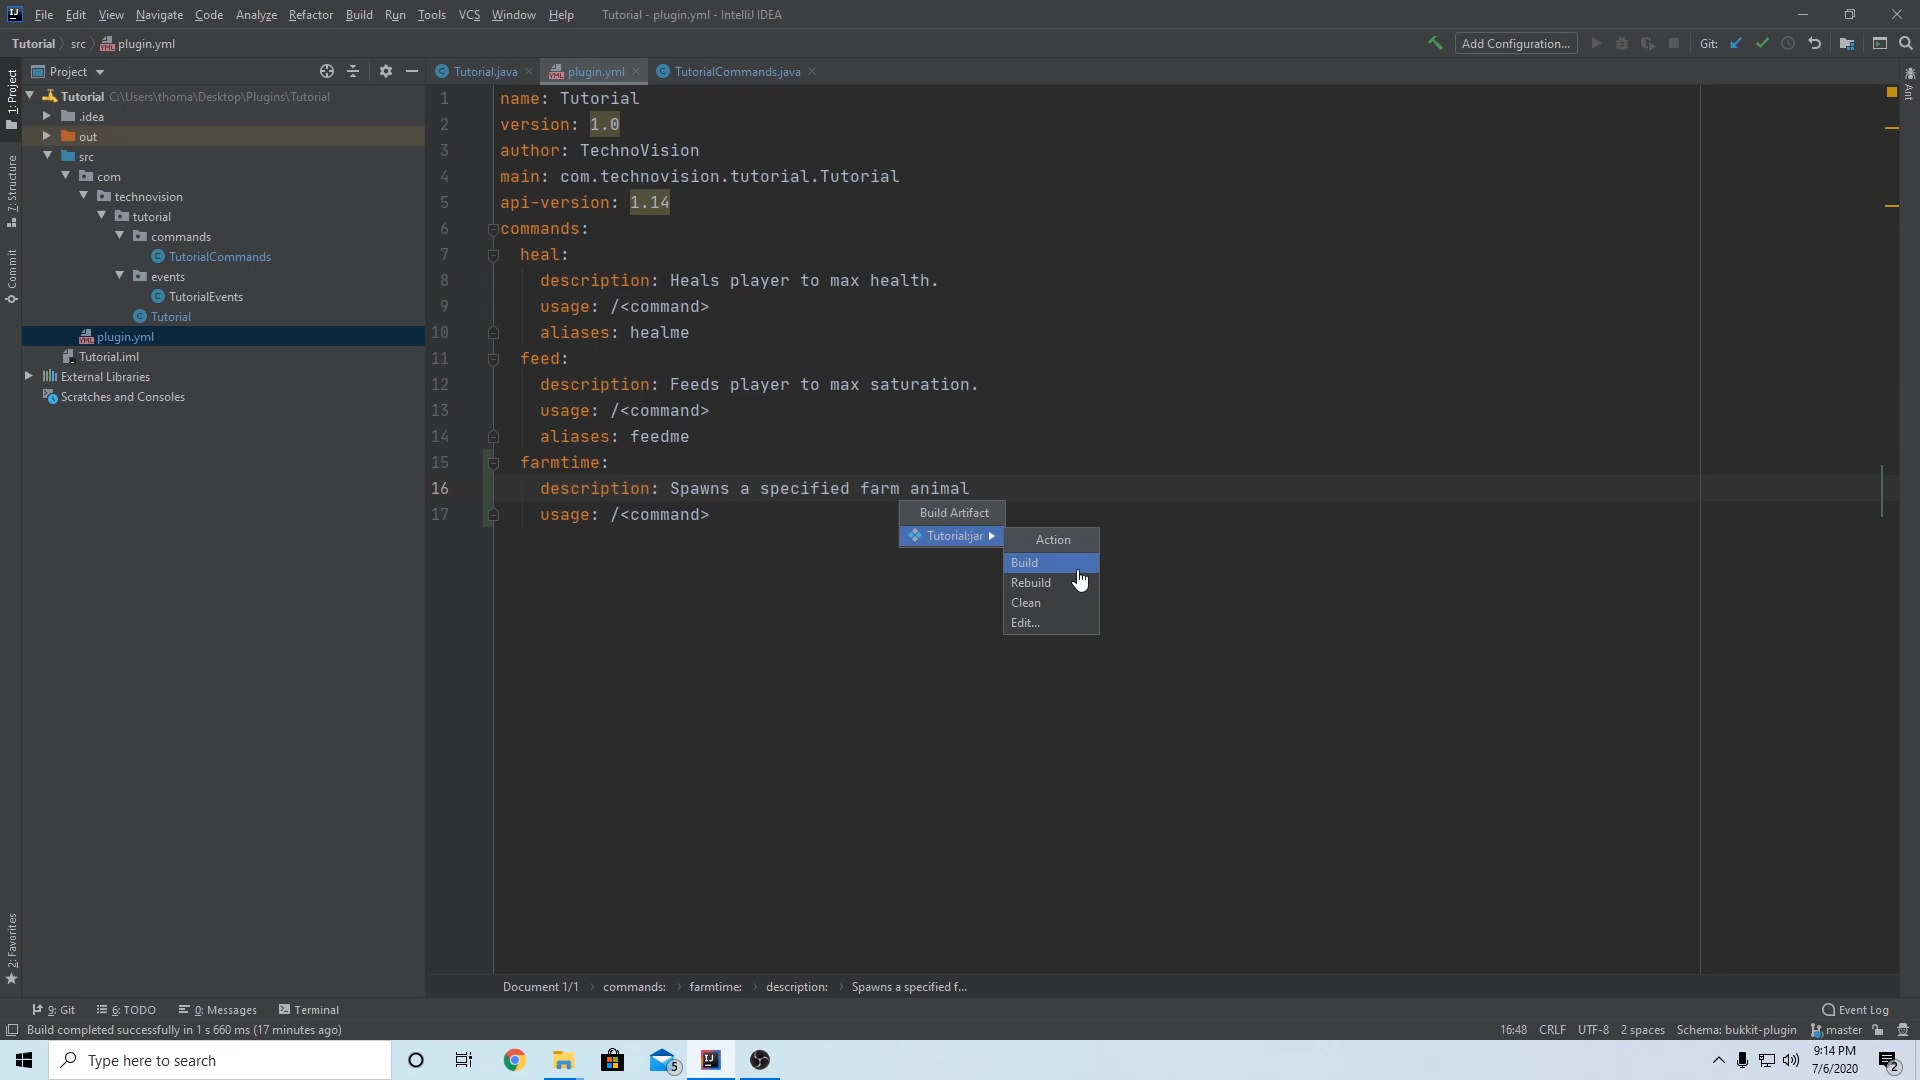 File Edit View Navigate Code Analyze Refactor Build Run Tools VCS Window Help Tutorial - plugin.yml - IntelliJ IDEA
Tutorial src plugin.yml Add Configuration... Git:
Project Tutorial.java plugin.yml TutorialCommands.java
Tutorial C:\Users\thoma\Desktop\Plugins\Tutorial
.idea
out
src
com
technovision
tutorial
commands
TutorialCommands
events
TutorialEvents
Tutorial
plugin.yml
Tutorial.iml
External Libraries
Scratches and Consoles
1: Project
7: Structure
Commit
2: Favorites
Ant
1 name: Tutorial
2 version: 1.0
3 author: TechnoVision
4 main: com.technovision.tutorial.Tutorial
5 api-version: 1.14
6 commands:
7 heal:
8 description: Heals player to max health.
9 usage: /<command>
10 aliases: healme
11 feed:
12 description: Feeds player to max saturation.
13 usage: /<command>
14 aliases: feedme
15 farmtime:
16 description: Spawns a specified farm animal
17 usage: /<command>
Build Artifact
Tutorial:jar
Action
Build
Rebuild
Clean
Edit...
Document 1/1 commands: farmtime: description: Spawns a specified f...
9: Git 6: TODO 0: Messages Terminal Event Log
Build completed successfully in 1 s 660 ms (17 minutes ago) 16:48 CRLF UTF-8 2 spaces Schema: bukkit-plugin master
Type here to search 5 9:14 PM
7/6/2020 2